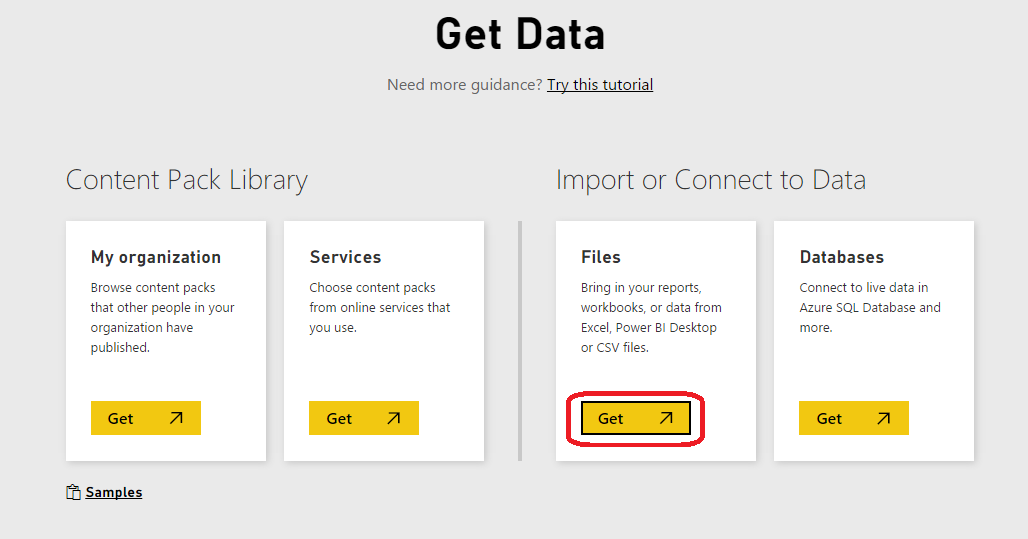 Get Data
Need more guidance? Try this tutorial
Content Pack Library
Import or Connect to Data
My organization
Browse content packs
that other people in your
organization have
published.
Get
Services
Choose content packs
from online services that
you use.
Get
Files
Bring in your reports,
workbooks, or data from
Excel, Power BI Desktop
or CSV files.
Get
Databases
Connect to live data in
Azure SQL Database and
more.
Get
Samples